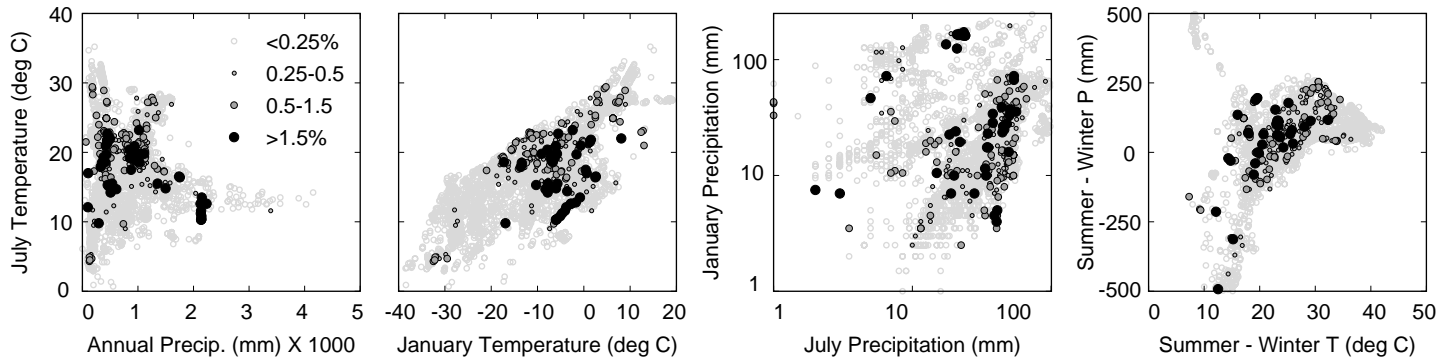 July Temperature (deg C)
40
30
20
10
0
<0.25%
0.25-0.5
0.5-1.5
>1.5%
0 1 2 3 4 5
Annual Precip. (mm) X 1000
-40 -30 -20 -10 0 10 20
January Temperature (deg C)
January Precipitation (mm)
100
10
1
1 10 100
July Precipitation (mm)
Summer - Winter P (mm)
500
250
0
-250
-500
0 10 20 30 40 50
Summer - Winter T (deg C)